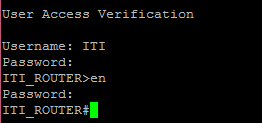 User Access Verification
Username: ITI
Password:
ITI_ROUTER>en
Password:
ITI_ROUTER#